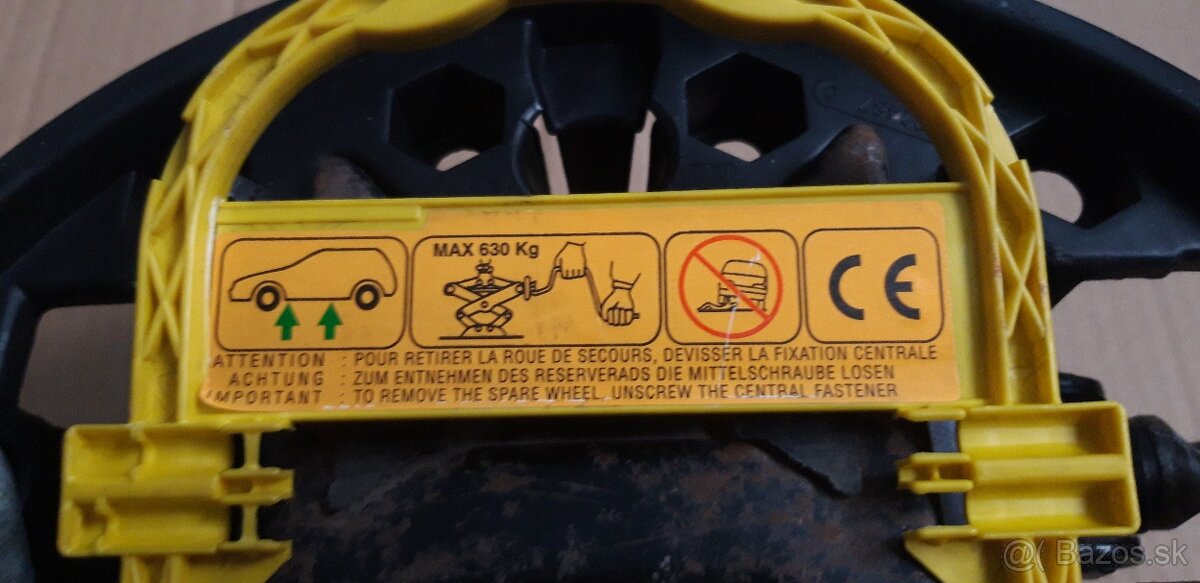 MAX 630 Kg
CE
ATTENTION : POUR RETIRER LA ROUE DE SECOURS, DEVISSER LA FIXATION CENTRALE
ACHTUNG : ZUM ENTNEHMEN DES RESERVERADS DIE MITTELSCHRAUBE LOSEN
IMPORTANT : TO REMOVE THE SPARE WHEEL, UNSCREW THE CENTRAL FASTENER
@( Bazos.sk